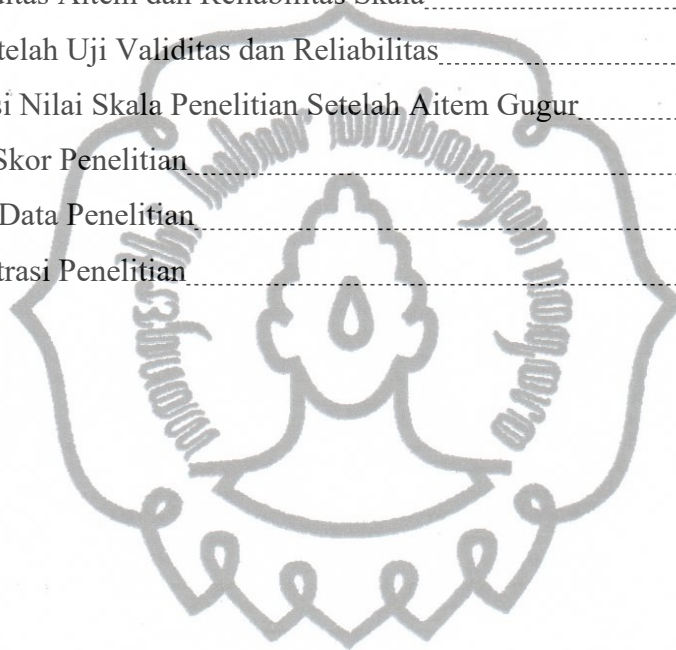 itas Aitem dan Reliabilitas Skala
telah Uji Validitas dan Reliabilitas
si Nilai Skala Penelitian Setelah Aitem Gugur
Skor Penelitian
Data Penelitian
trasi Penelitian